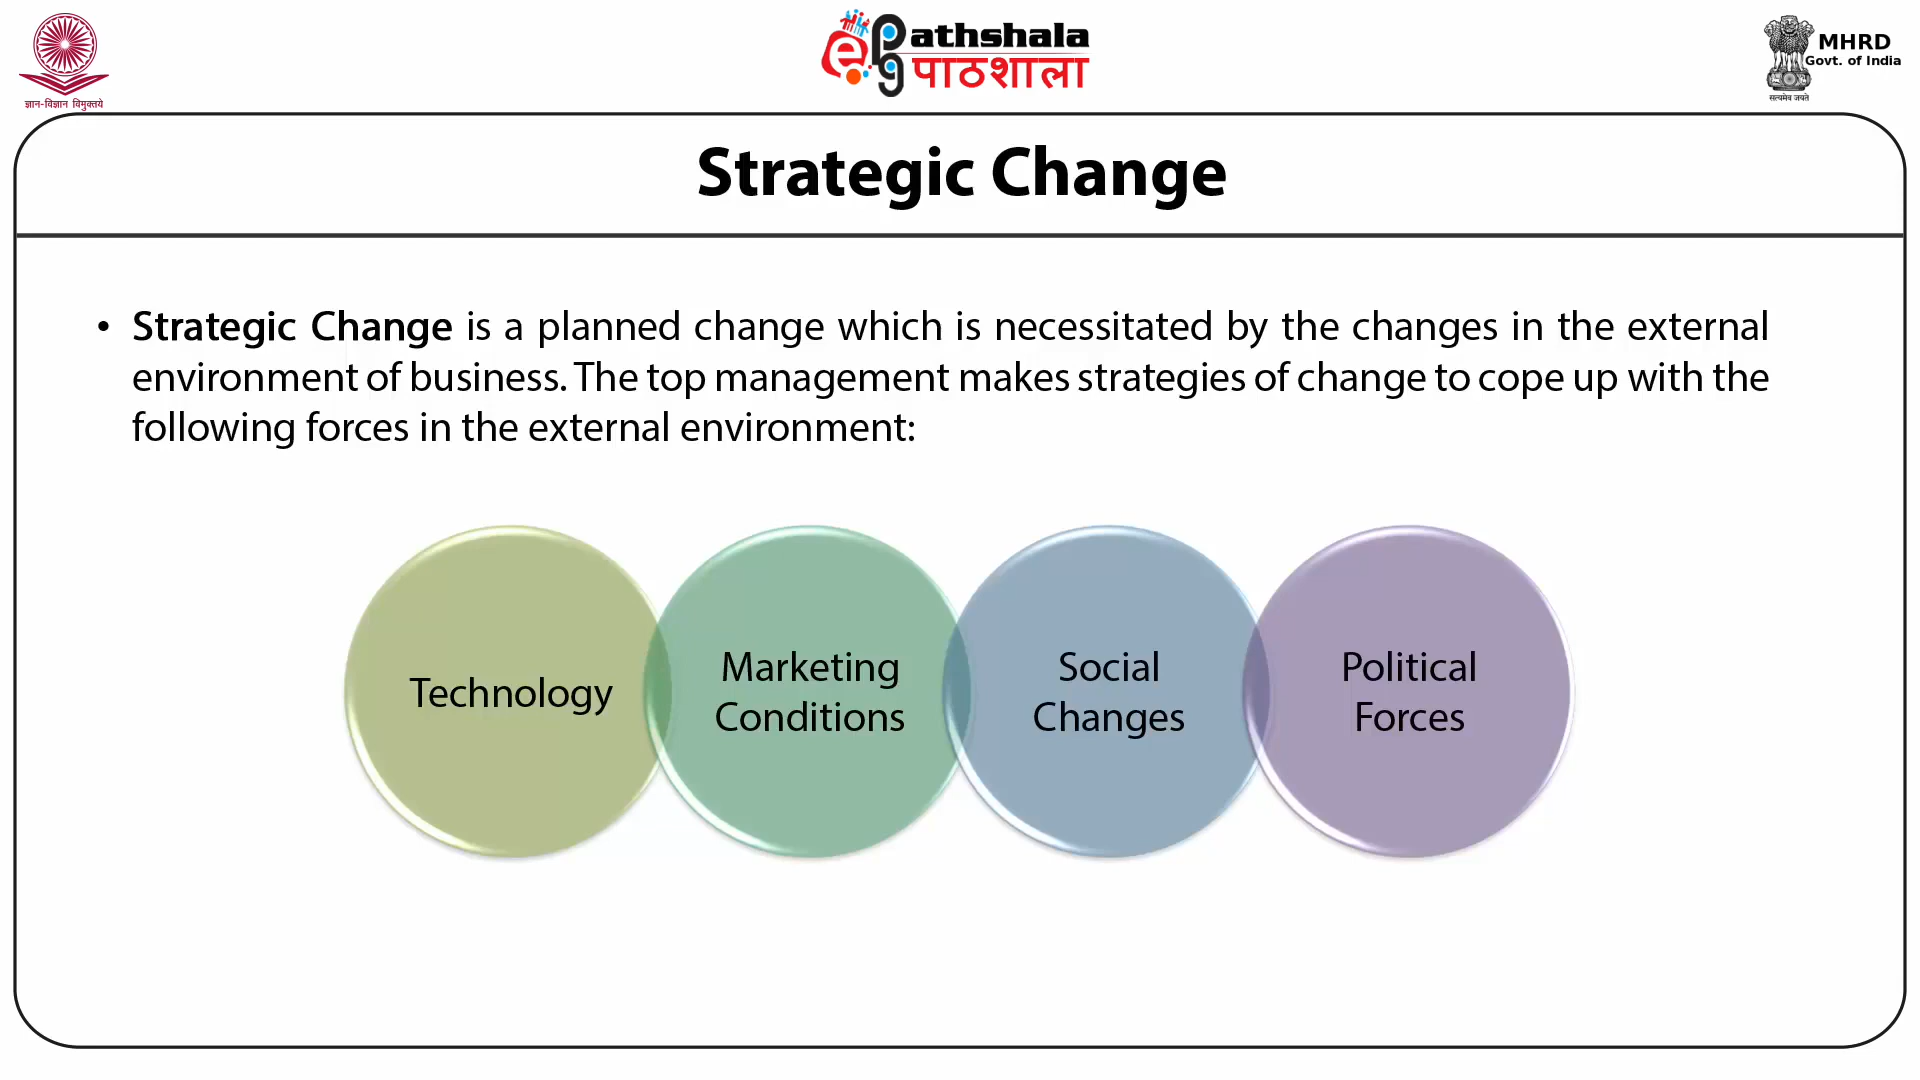 ज्ञान-विज्ञान विमुक्तये
ePG Pathshala
पाठशाला
MHRD
Govt. of India
सत्यमेव जयते
Strategic Change
• Strategic Change is a planned change which is necessitated by the changes in the external
environment of business. The top management makes strategies of change to cope up with the
following forces in the external environment:
Technology
Marketing
Conditions
Social
Changes
Political
Forces